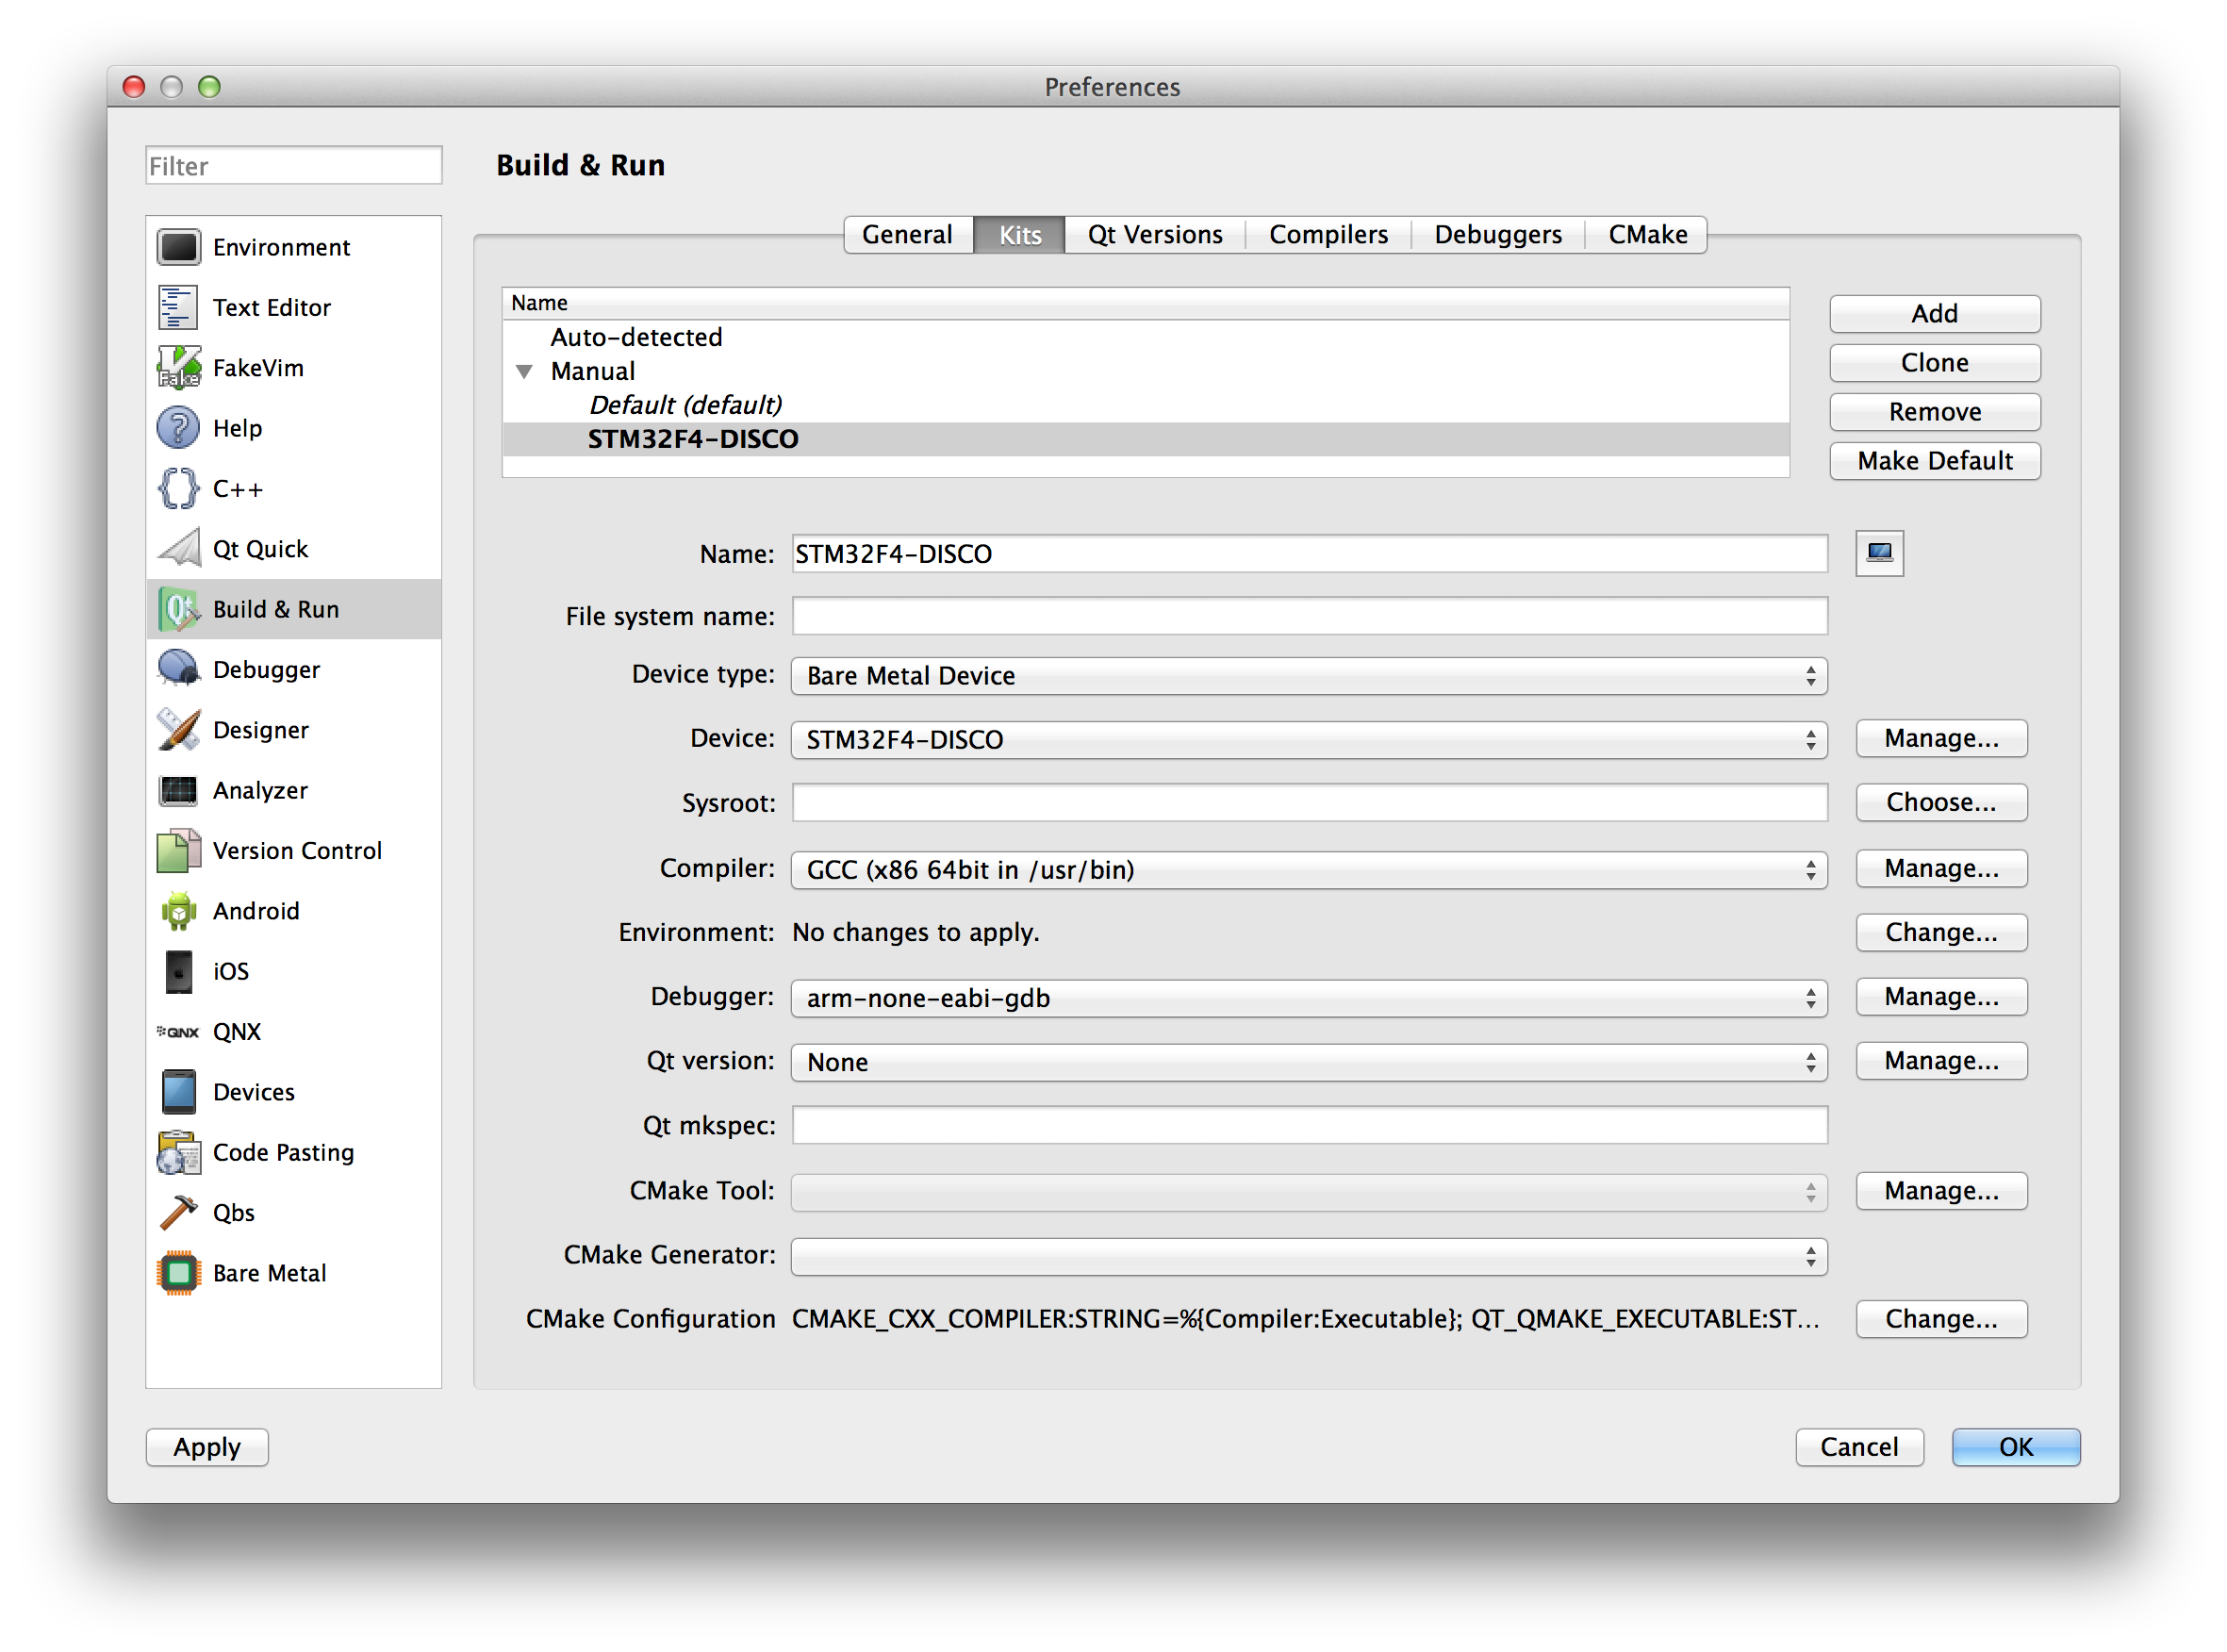 Preferences
Filter
Build & Run
Environment
Text Editor
Fake
FakeVim
Help
C++
Qt Quick
Qt
Build & Run
Debugger
Designer
Analyzer
Version Control
Android
iOS
QNX
QNX
Devices
Code Pasting
Qbs
Bare Metal
General
Kits
Qt Versions
Compilers
Debuggers
CMake
Name
Auto-detected
Manual
Default (default)
STM32F4-DISCO
Add
Clone
Remove
Make Default
Name: STM32F4-DISCO
File system name:
Device type: Bare Metal Device
Device: STM32F4-DISCO Manage...
Sysroot: Choose...
Compiler: GCC (x86 64bit in /usr/bin) Manage...
Environment: No changes to apply. Change...
Debugger: arm-none-eabi-gdb Manage...
Qt version: None Manage...
Qt mkspec:
CMake Tool: Manage...
CMake Generator:
CMake Configuration CMAKE_CXX_COMPILER:STRING=%{Compiler:Executable}; QT_QMAKE_EXECUTABLE:ST... Change...
Apply
Cancel
OK